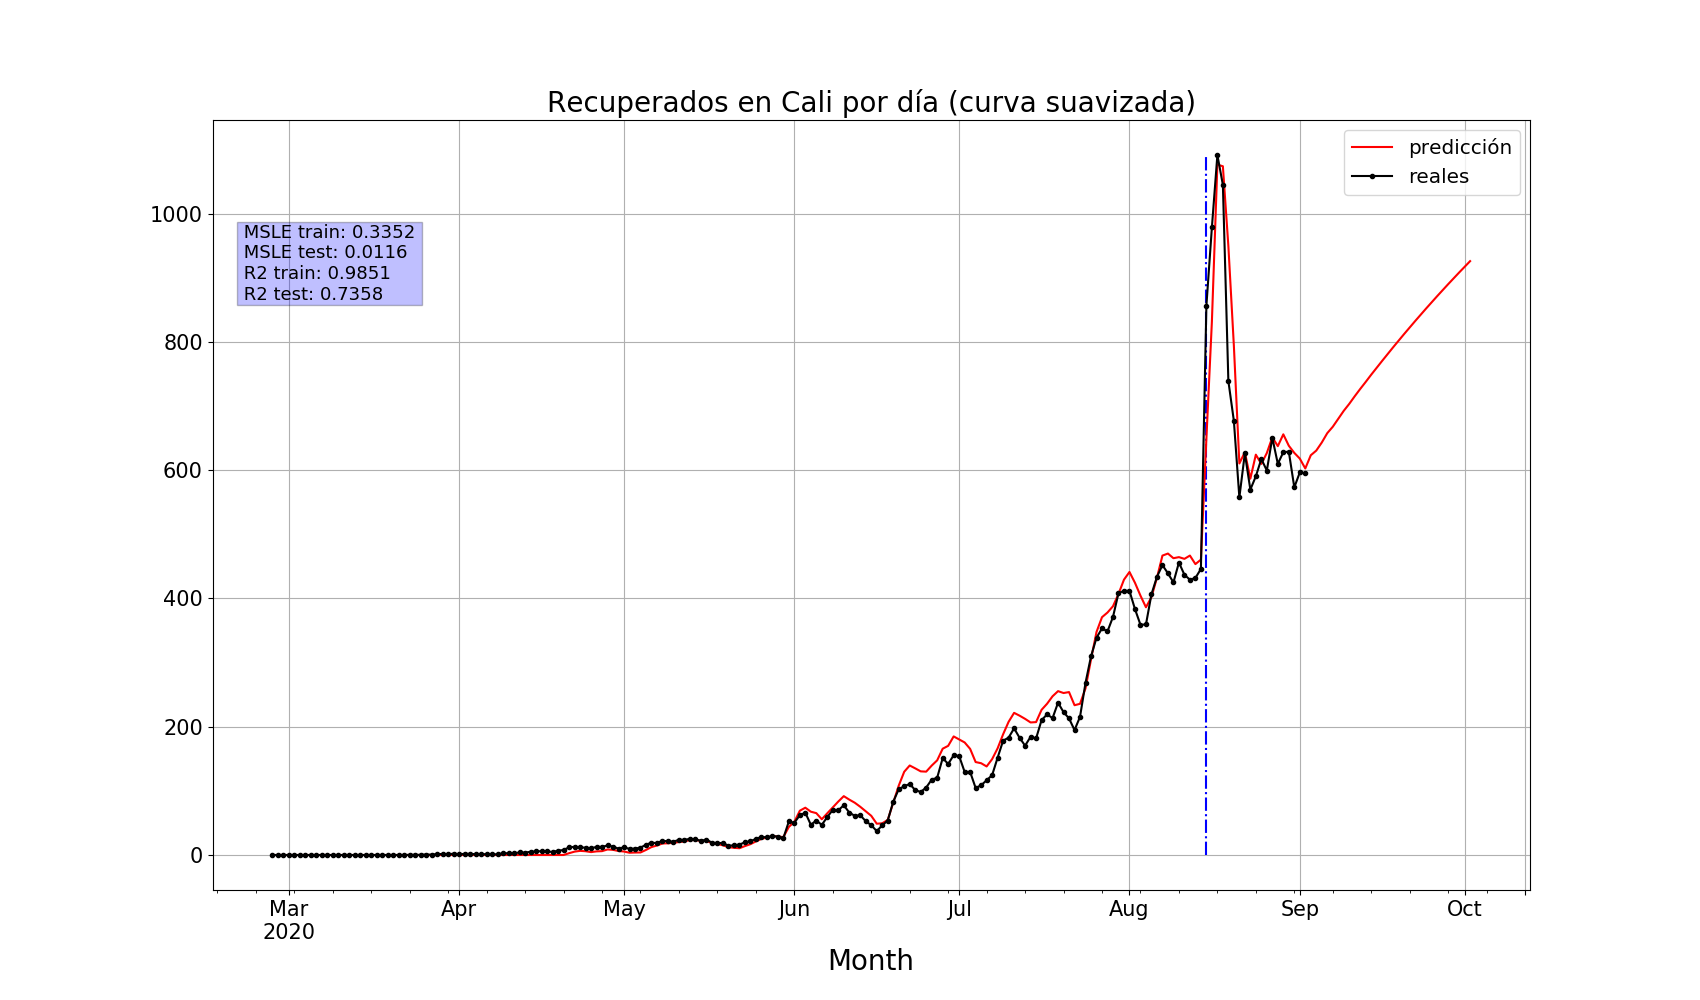 Recuperados en Cali por día (curva suavizada)
predicción
reales
MSLE train: 0.3352
MSLE test: 0.0116
R2 train: 0.9851
R2 test: 0.7358
1000
800
600
400
200
0
Mar Apr May Jun Jul Aug Sep Oct
2020
Month